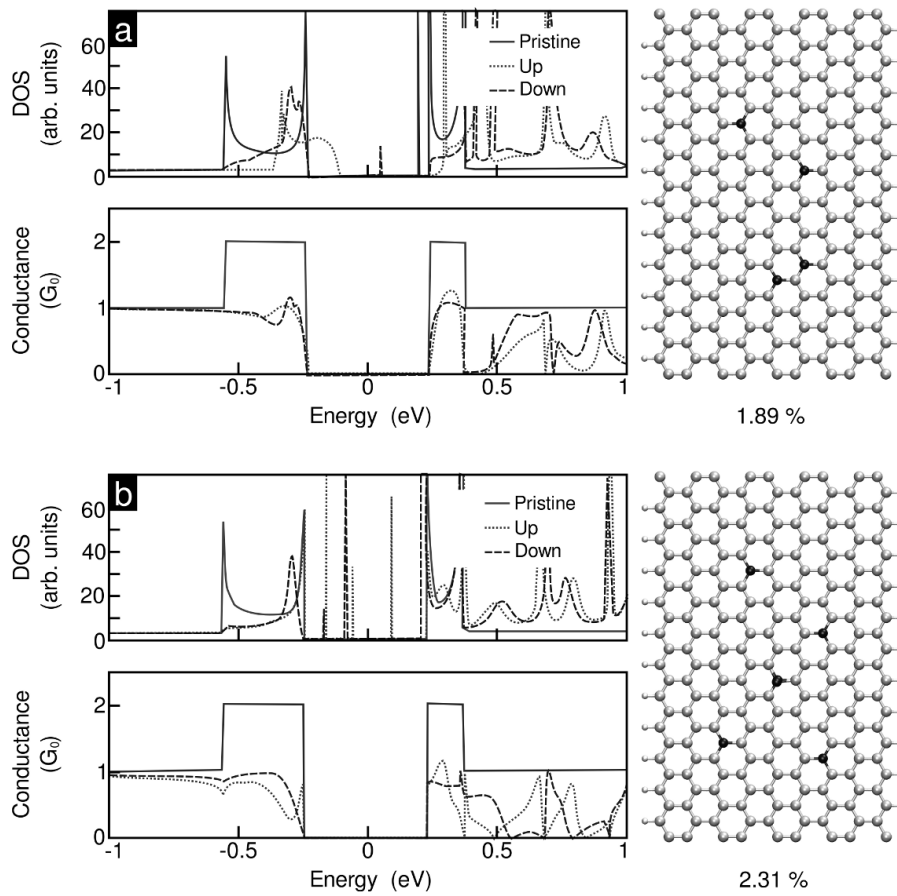 a
DOS
(arb. units)
60
40
20
0
Pristine
Up
Down
Conductance
(G₀)
2
1
0
-1
-0.5
0
0.5
1
Energy (eV)
1.89 %
b
DOS
(arb. units)
60
40
20
0
Pristine
Up
Down
Conductance
(G₀)
2
1
0
-1
-0.5
0
0.5
1
Energy (eV)
2.31 %